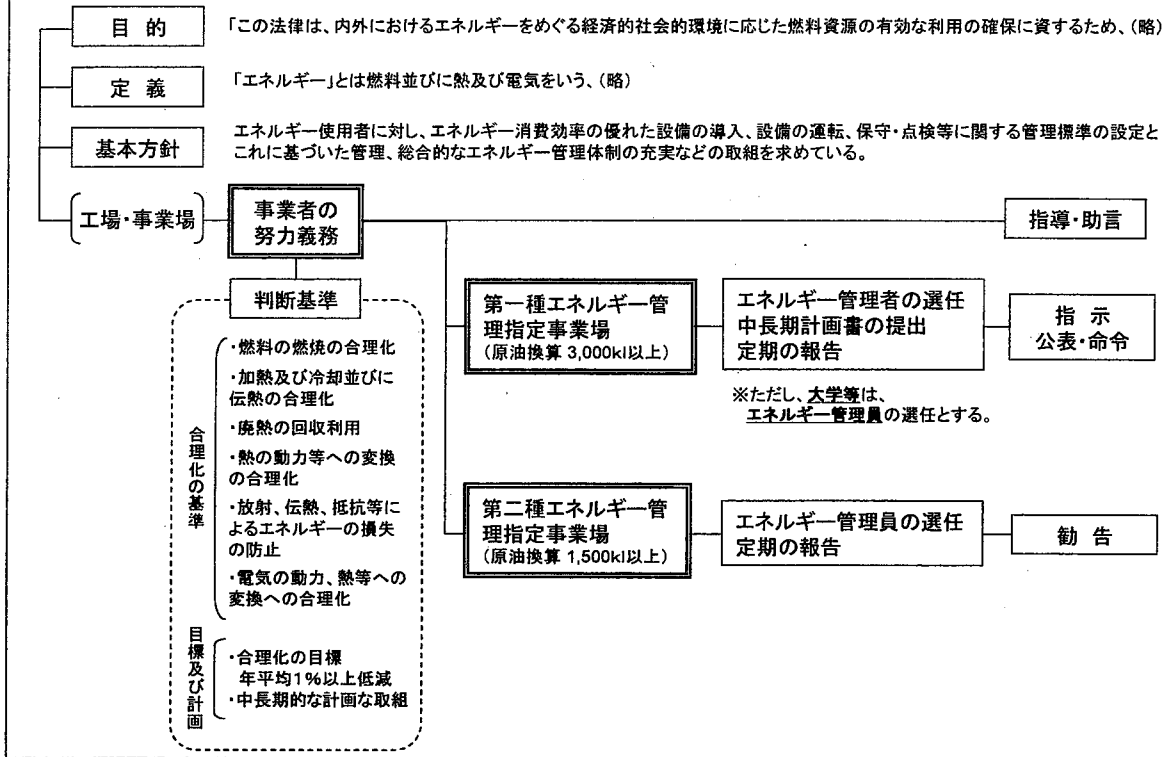 目 的
「この法律は、内外におけるエネルギーをめぐる経済的社会的環境に応じた燃料資源の有効な利用の確保に資するため、(略)
定 義
「エネルギー」とは燃料並びに熱及び電気をいう、(略)
基本方針
エネルギー使用者に対し、エネルギー消費効率の優れた設備の導入、設備の運転、保守・点検等に関する管理標準の設定と
これに基づいた管理、総合的なエネルギー管理体制の充実などの取組を求めている。
工場・事業場
事業者の
努力義務
指導・助言
判断基準
合理化の基準
・燃料の燃焼の合理化
・加熱及び冷却並びに
伝熱の合理化
・廃熱の回収利用
・熱の動力等への変換
の合理化
・放射、伝熱、抵抗等に
よるエネルギーの損失
の防止
・電気の動力、熱等への
変換への合理化
目標及び計画
・合理化の目標
年平均1%以上低減
・中長期的な計画な取組
第一種エネルギー管
理指定事業場
(原油換算 3,000kl以上)
エネルギー管理者の選任
中長期計画書の提出
定期の報告
指 示
公表・命令
※ただし、大学等は、
エネルギー管理員の選任とする。
第二種エネルギー管
理指定事業場
(原油換算 1,500kl以上)
エネルギー管理員の選任
定期の報告
勧 告